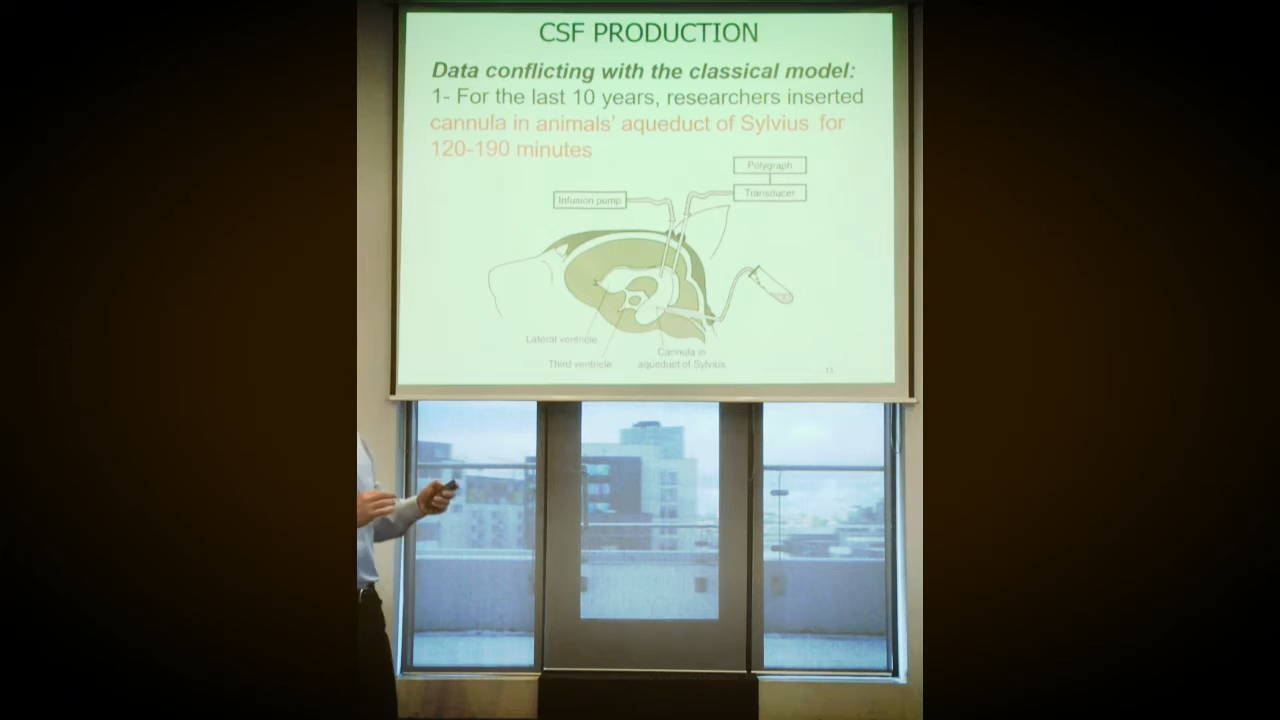 CSF PRODUCTION
Data conflicting with the classical model:
1- For the last 10 years, researchers inserted
cannula in animals' aqueduct of Sylvius for
120-190 minutes
Polygraph
Transducer
Infusion pump
Lateral ventricle
Third ventricle
Cannula in
aqueduct of Sylvius
11